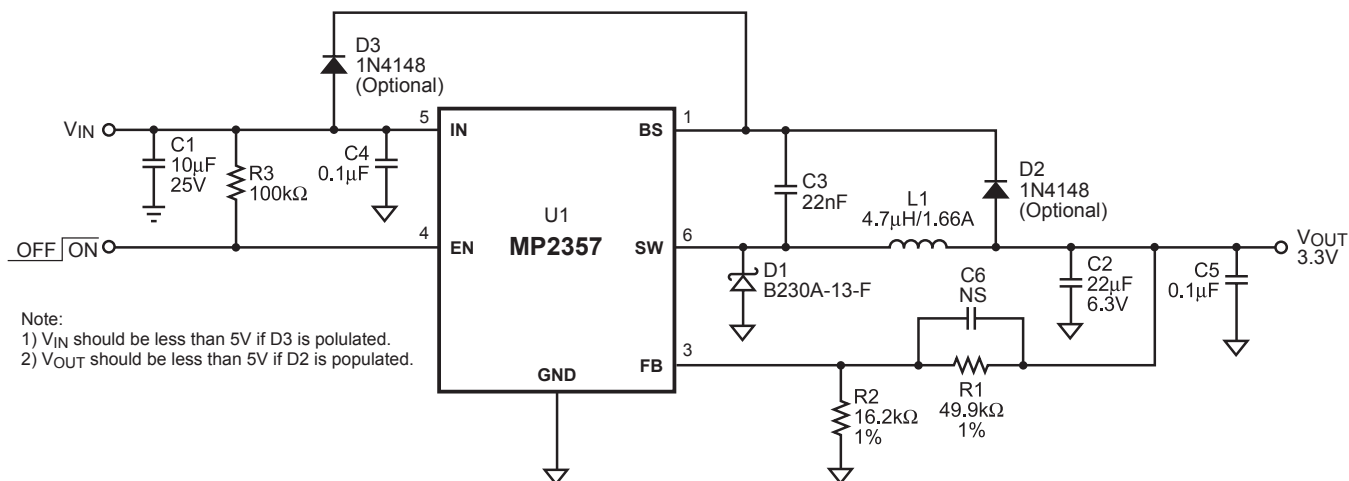 D3
1N4148
(Optional)
VIN
C1
10μF
25V
R3
100kΩ
C4
0.1μF
5
IN
BS
1
C3
22nF
D2
1N4148
(Optional)
L1
4.7μH/1.66A
U1
MP2357
OFF ON
4
EN
SW
6
D1
B230A-13-F
C6
NS
C2
22μF
6.3V
C5
0.1μF
VOUT
3.3V
Note:
1) VIN should be less than 5V if D3 is polulated.
2) VOUT should be less than 5V if D2 is populated.
GND
FB
3
R2
16.2kΩ
1%
R1
49.9kΩ
1%